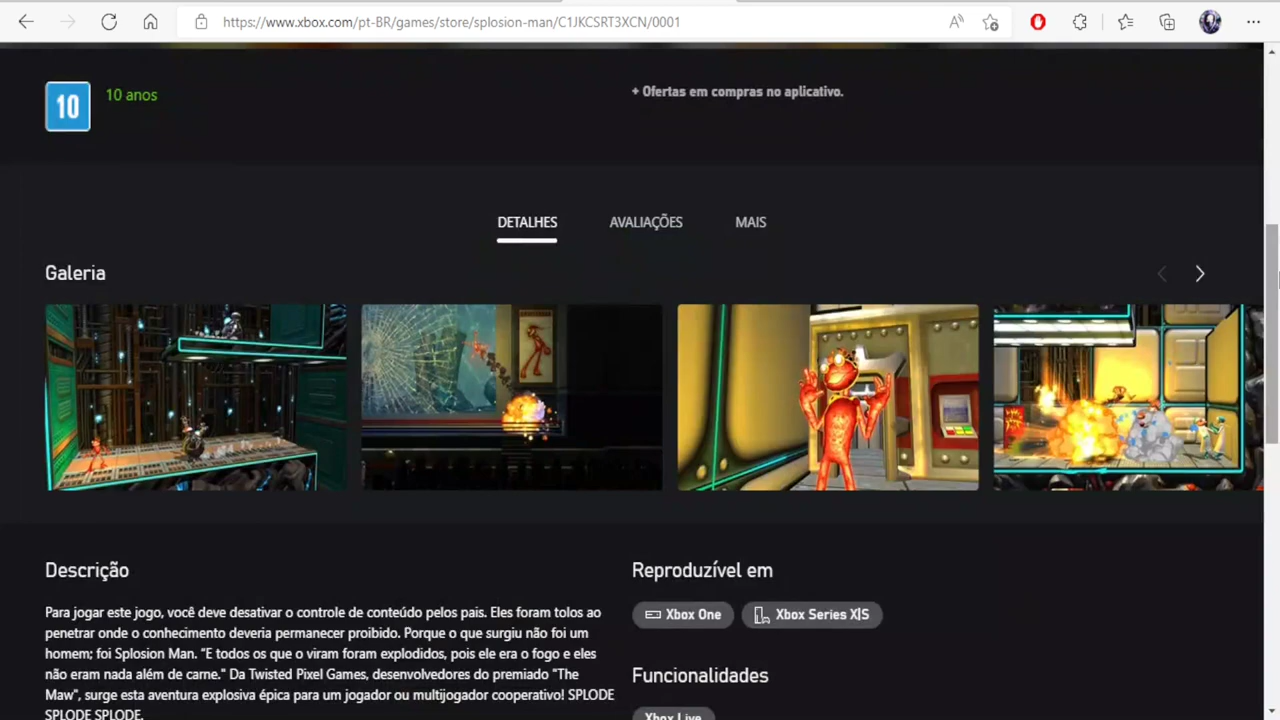 https://www.xbox.com/pt-BR/games/store/splosion-man/C1JKCSRT3XCN/0001
10
10 anos
+ Ofertas em compras no aplicativo.
DETALHES
AVALIAÇÕES
MAIS
Galeria
Descrição
Para jogar este jogo, você deve desativar o controle de conteúdo pelos pais. Eles foram tolos ao
penetrar onde o conhecimento deveria permanecer proibido. Porque o que surgiu não foi um
homem; foi Splosion Man. "E todos os que o viram foram explodidos, pois ele era o fogo e eles
não eram nada além de carne." Da Twisted Pixel Games, desenvolvedores do premiado "The
Maw", surge esta aventura explosiva épica para um jogador ou multijogador cooperativo! SPLODE
SPLODE SPLODE.
Reproduzível em
Xbox One
Xbox Series X|S
Funcionalidades
Xbox Live